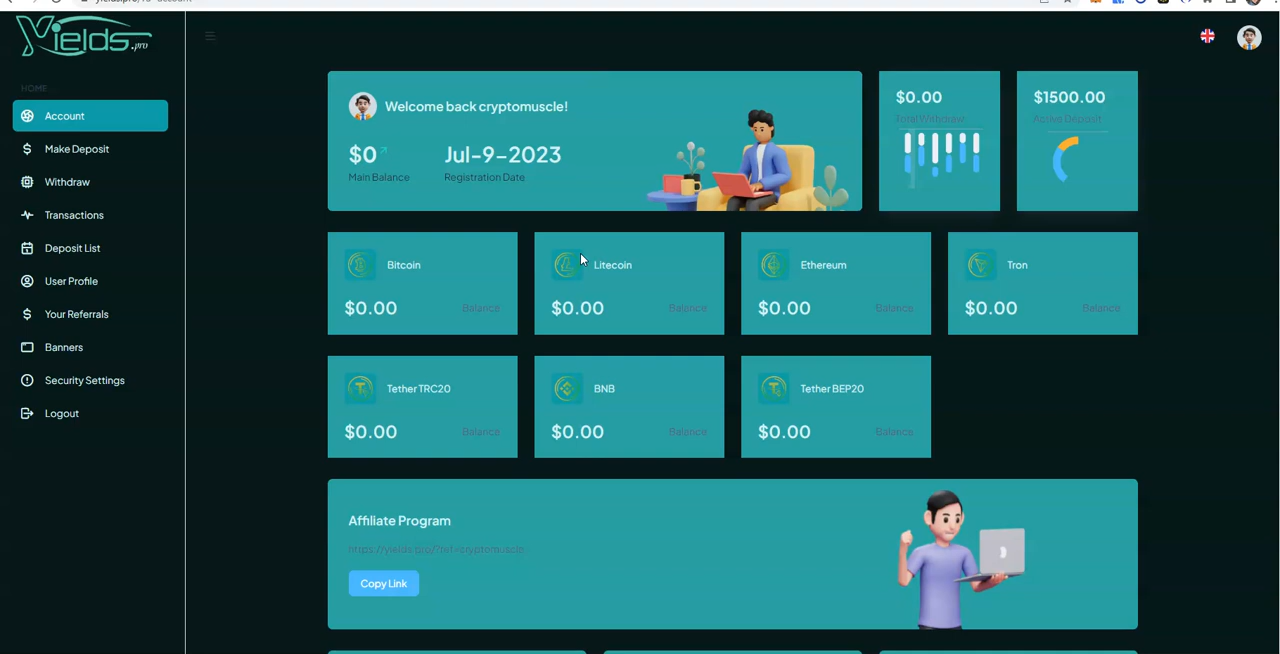 Yields.pro
HOME
Account
Make Deposit
Withdraw
Transactions
Deposit List
User Profile
Your Referrals
Banners
Security Settings
Logout
Welcome back cryptomuscle!
$0
Main Balance
Jul-9-2023
Registration Date
$0.00
Total Withdraw
$1500.00
Active Deposit
Bitcoin
$0.00 Balance
Litecoin
$0.00 Balance
Ethereum
$0.00 Balance
Tron
$0.00 Balance
Tether TRC20
$0.00 Balance
BNB
$0.00 Balance
Tether BEP20
$0.00 Balance
Affiliate Program
https://yields.pro/?ref=cryptomuscle
Copy Link